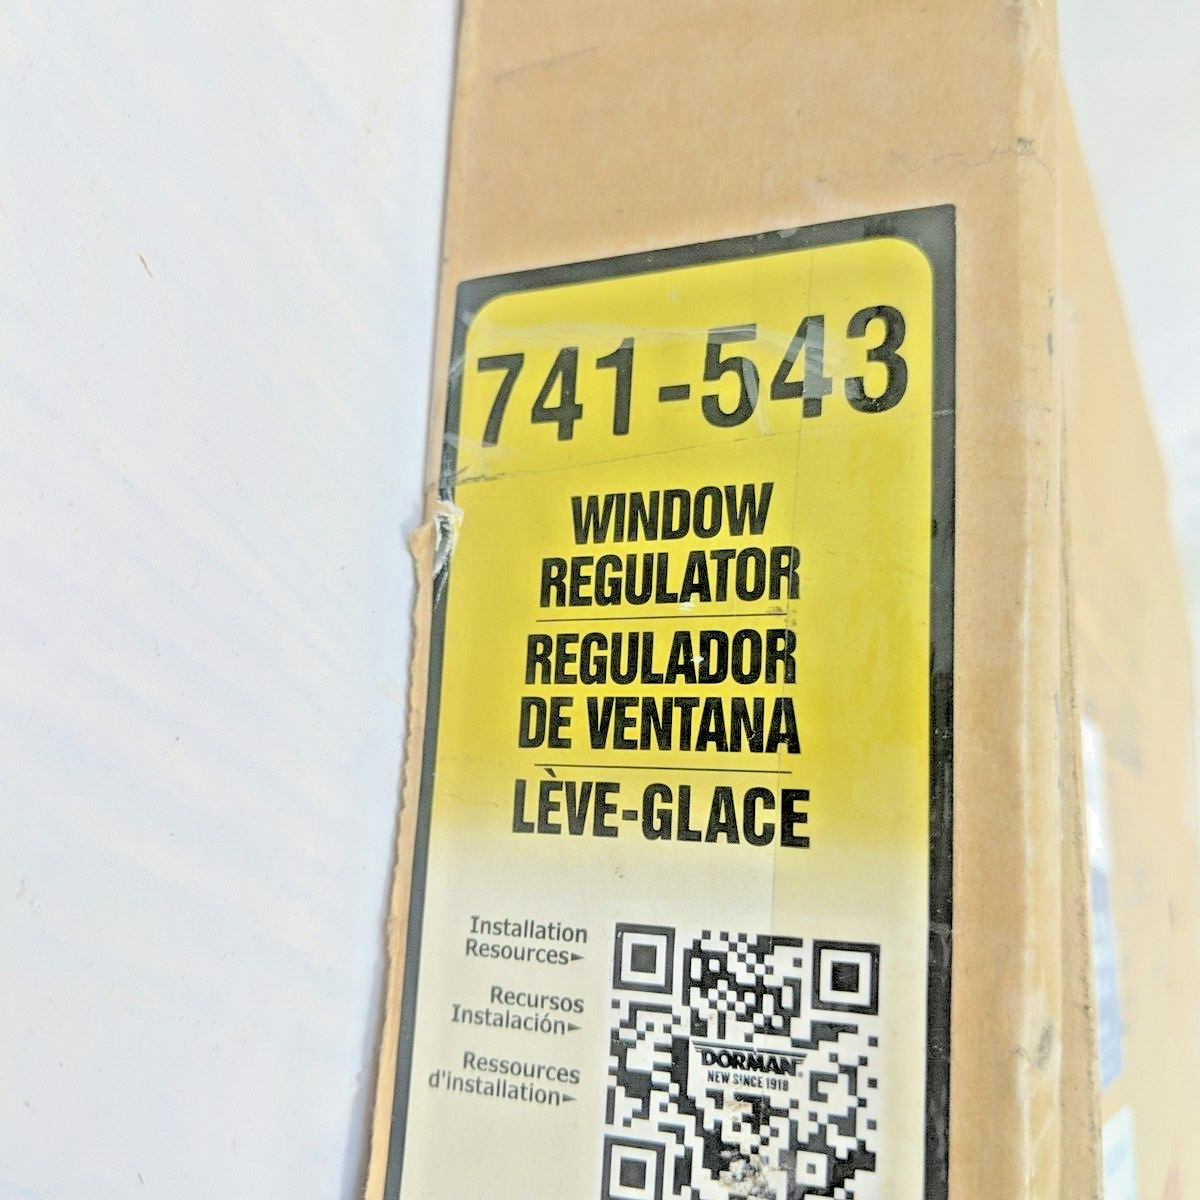 741-543
WINDOW
REGULATOR
REGULADOR
DE VENTANA
LÈVE-GLACE
Installation
Resources►
Recursos
Instalación►
Ressources
d'installation►
DORMAN®
NEW SINCE 1918